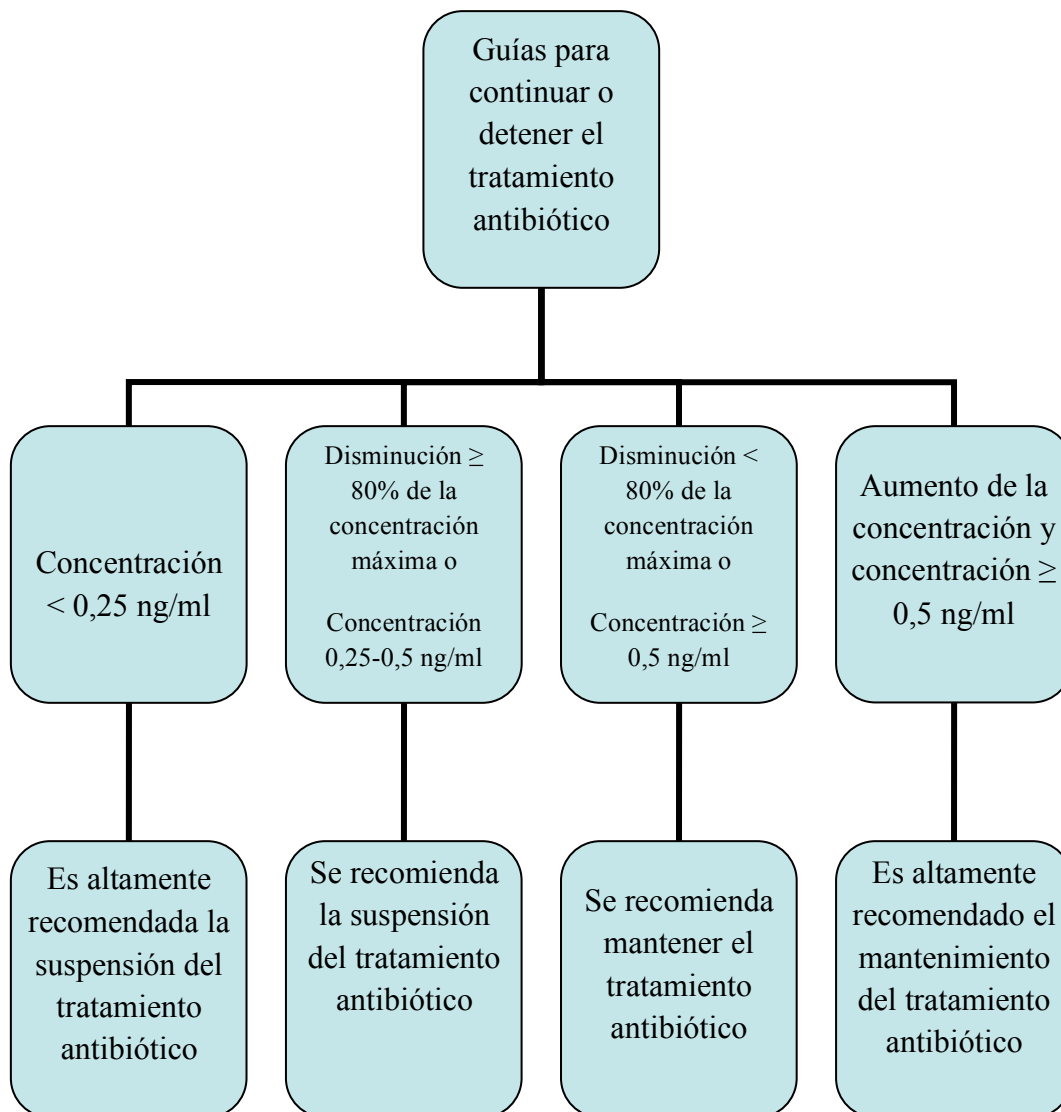 Guías para
continuar o
detener el
tratamiento
antibiótico
Concentración
< 0,25 ng/ml
Disminución ≥
80% de la
concentración
máxima o
Concentración
0,25-0,5 ng/ml
Disminución <
80% de la
concentración
máxima o
Concentración ≥
0,5 ng/ml
Aumento de la
concentración y
concentración ≥
0,5 ng/ml
Es altamente
recomendada la
suspensión del
tratamiento
antibiótico
Se recomienda
la suspensión
del tratamiento
antibiótico
Se recomienda
mantener el
tratamiento
antibiótico
Es altamente
recomendado el
mantenimiento
del tratamiento
antibiótico